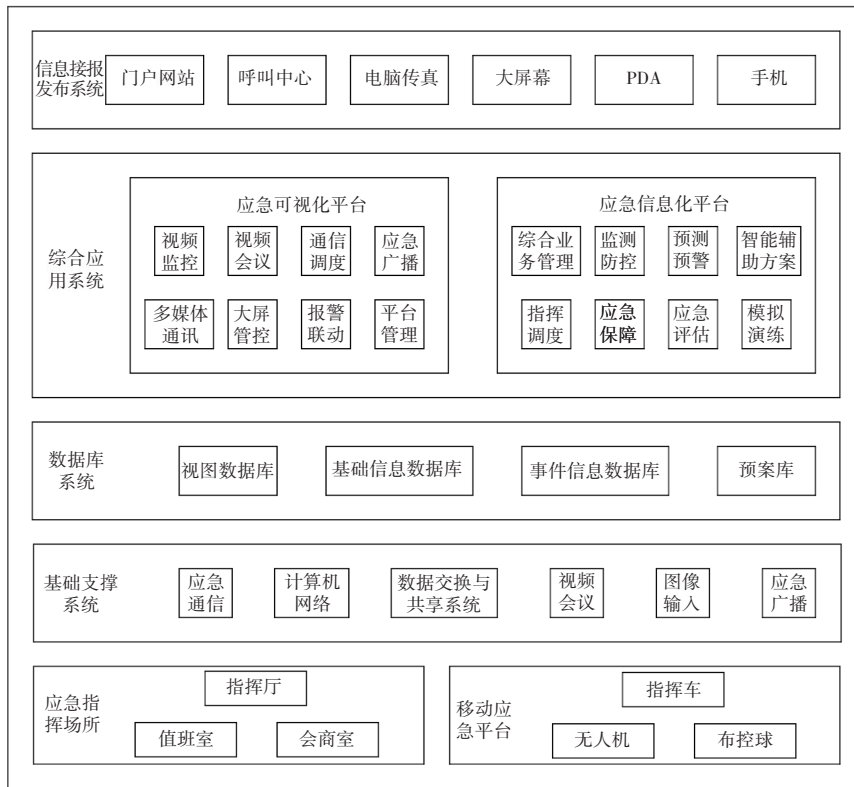 信息接报
发布系统
门户网站
呼叫中心
电脑传真
大屏幕
PDA
手机
综合应
用系统
应急可视化平台
视频
监控
视频
会议
通信
调度
应急
广播
多媒体
通讯
大屏
管控
报警
联动
平台
管理
应急信息化平台
综合业
务管理
监测
防控
预测
预警
智能辅
助方案
指挥
调度
应急
保障
应急
评估
模拟
演练
数据库
系统
视图数据库
基础信息数据库
事件信息数据库
预案库
基础支撑
系统
应急
通信
计算机
网络
数据交换与
共享系统
视频
会议
图像
输入
应急
广播
应急指
挥场所
指挥厅
值班室
会商室
移动应
急平台
指挥车
无人机
布控球